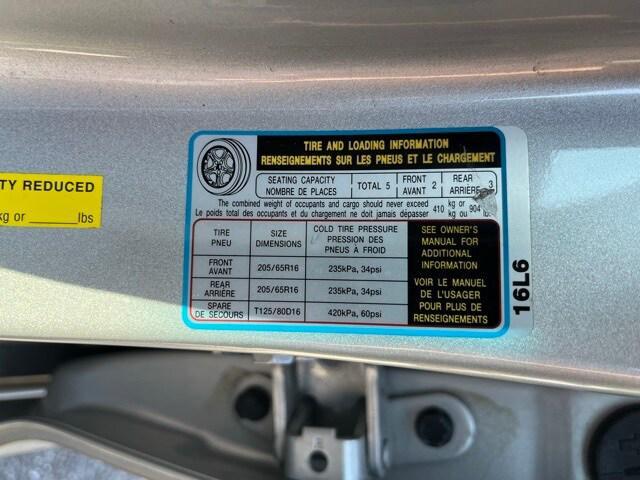 TY REDUCED
kg or ______lbs
TIRE AND LOADING INFORMATION
RENSEIGNEMENTS SUR LES PNEUS ET LE CHARGEMENT
SEATING CAPACITY
NOMBRE DE PLACES
TOTAL 5
FRONT
AVANT 2
REAR
ARRIÈRE 3
The combined weight of occupants and cargo should never exceed 410 kg or 904 lbs.
Le poids total des occupants et du chargement ne doit jamais dépasser kg ou
TIRE
PNEU
SIZE
DIMENSIONS
COLD TIRE PRESSURE
PRESSION DES
PNEUS À FROID
FRONT
AVANT
205/65R16
235kPa, 34psi
REAR
ARRIÈRE
205/65R16
235kPa, 34psi
SPARE
DE SECOURS
T125/80D16
420kPa, 60psi
SEE OWNER'S
MANUAL FOR
ADDITIONAL
INFORMATION
VOIR LE MANUEL
DE L'USAGER
POUR PLUS DE
RENSEIGNEMENTS
16L6